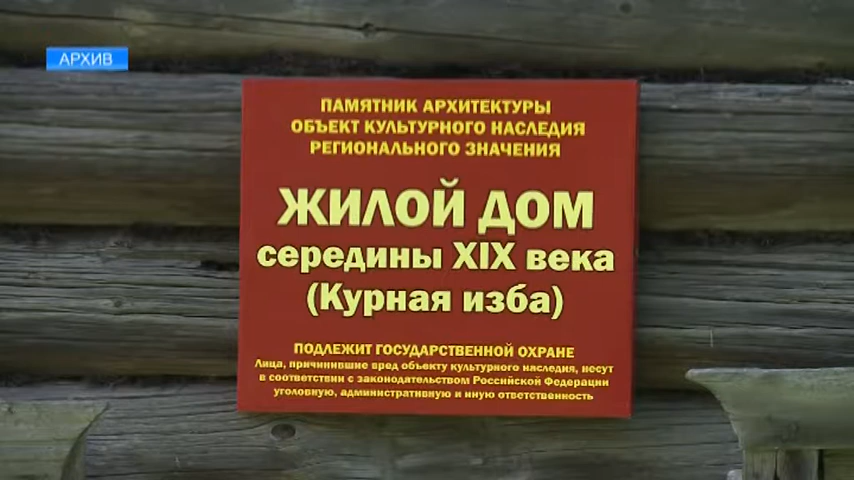 АРХИВ
ПАМЯТНИК АРХИТЕКТУРЫ
ОБЪЕКТ КУЛЬТУРНОГО НАСЛЕДИЯ
РЕГИОНАЛЬНОГО ЗНАЧЕНИЯ
ЖИЛОЙ ДОМ
середины XIX века
(Курная изба)
ПОДЛЕЖИТ ГОСУДАРСТВЕННОЙ ОХРАНЕ
Лица, причинившие вред объекту культурного наследия, несут
в соответствии с законодательством Российской Федерации
уголовную, административную и иную ответственность